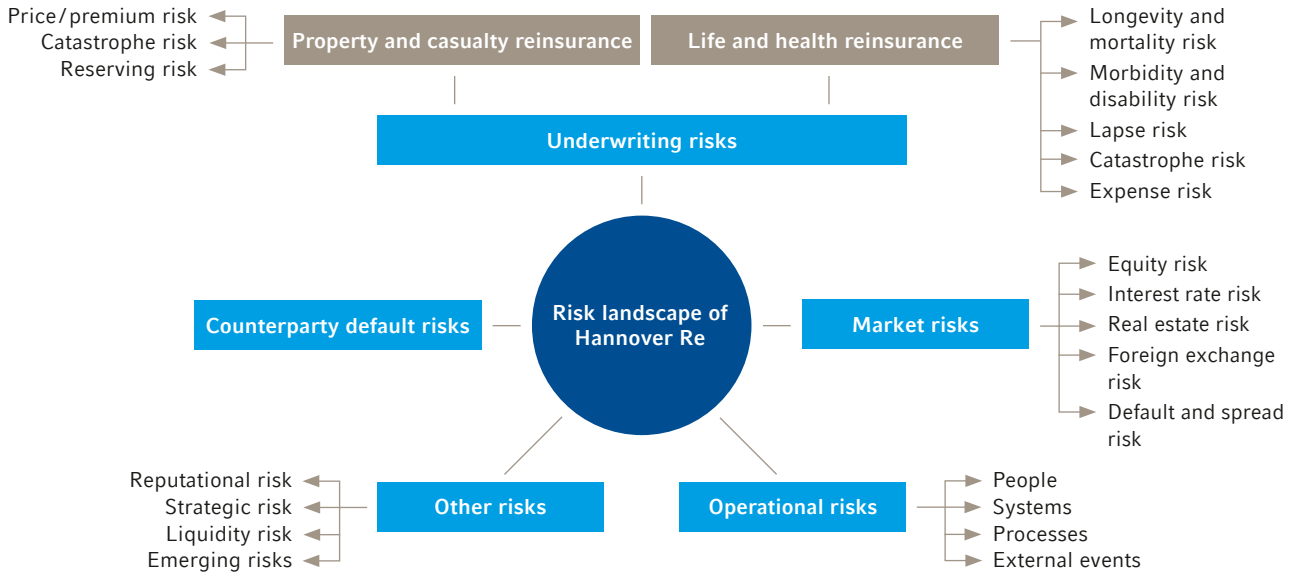 Price/premium risk
Catastrophe risk
Reserving risk
Property and casualty reinsurance
Life and health reinsurance
Longevity and
mortality risk
Morbidity and
disability risk
Lapse risk
Catastrophe risk
Expense risk
Underwriting risks
Counterparty default risks
Risk landscape of
Hannover Re
Market risks
Equity risk
Interest rate risk
Real estate risk
Foreign exchange
risk
Default and spread
risk
Reputational risk
Strategic risk
Liquidity risk
Emerging risks
Other risks
Operational risks
People
Systems
Processes
External events